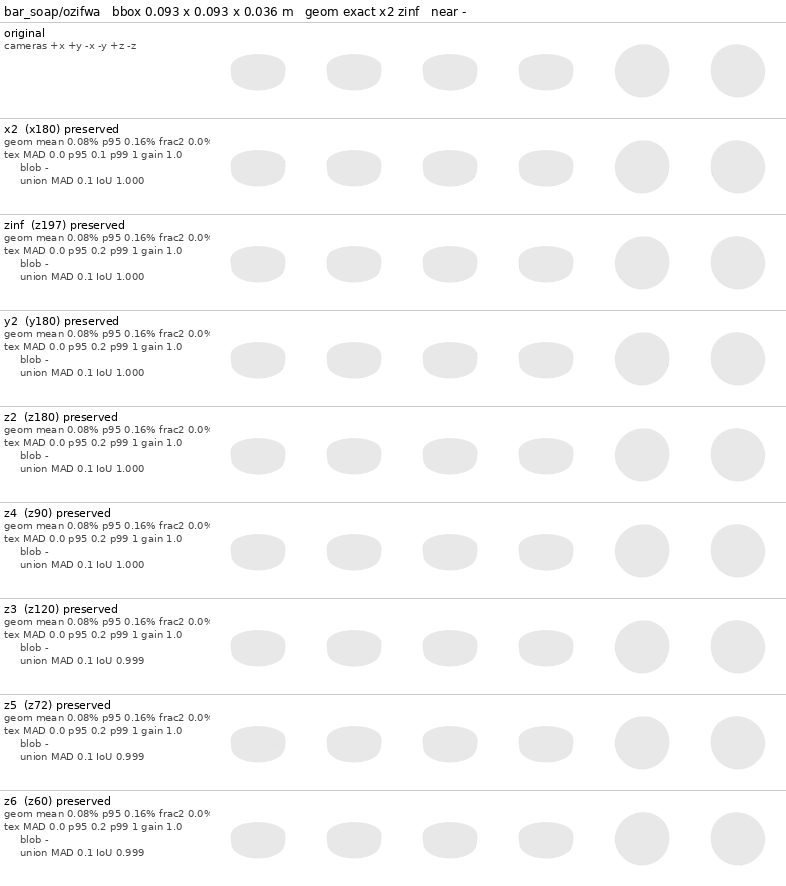 bar_soap/ozifwa   bbox 0.093 x 0.093 x 0.036 m   geom exact x2 zinf   near -
original
cameras +x +y -x -y +z -z
x2  (x180) preserved
geom mean 0.08% p95 0.16% frac2 0.0%
tex MAD 0.0 p95 0.1 p99 1 gain 1.0
blob -
union MAD 0.1 IoU 1.000
zinf  (z197) preserved
geom mean 0.08% p95 0.16% frac2 0.0%
tex MAD 0.0 p95 0.2 p99 1 gain 1.0
blob -
union MAD 0.1 IoU 1.000
y2 (y180) preserved
geom mean 0.08% p95 0.16% frac2 0.0%
tex MAD 0.0 p95 0.2 p99 1 gain 1.0
blob -
union MAD 0.1 IoU 1.000
z2  (z180) preserved
geom mean 0.08% p95 0.16% frac2 0.0%
tex MAD 0.0 p95 0.2 p99 1 gain 1.0
blob -
union MAD 0.1 IoU 1.000
z4  (z90) preserved
geom mean 0.08% p95 0.16% frac2 0.0%
tex MAD 0.0 p95 0.2 p99 1 gain 1.0
blob -
union MAD 0.1 IoU 1.000
z3  (z120) preserved
geom mean 0.08% p95 0.16% frac2 0.0%
tex MAD 0.0 p95 0.2 p99 1 gain 1.0
blob -
union MAD 0.1 IoU 0.999
z5  (z72) preserved
geom mean 0.08% p95 0.16% frac2 0.0%
tex MAD 0.0 p95 0.2 p99 1 gain 1.0
blob -
union MAD 0.1 IoU 0.999
z6  (z60) preserved
geom mean 0.08% p95 0.16% frac2 0.0%
tex MAD 0.0 p95 0.2 p99 1 gain 1.0
blob -
union MAD 0.1 IoU 0.999